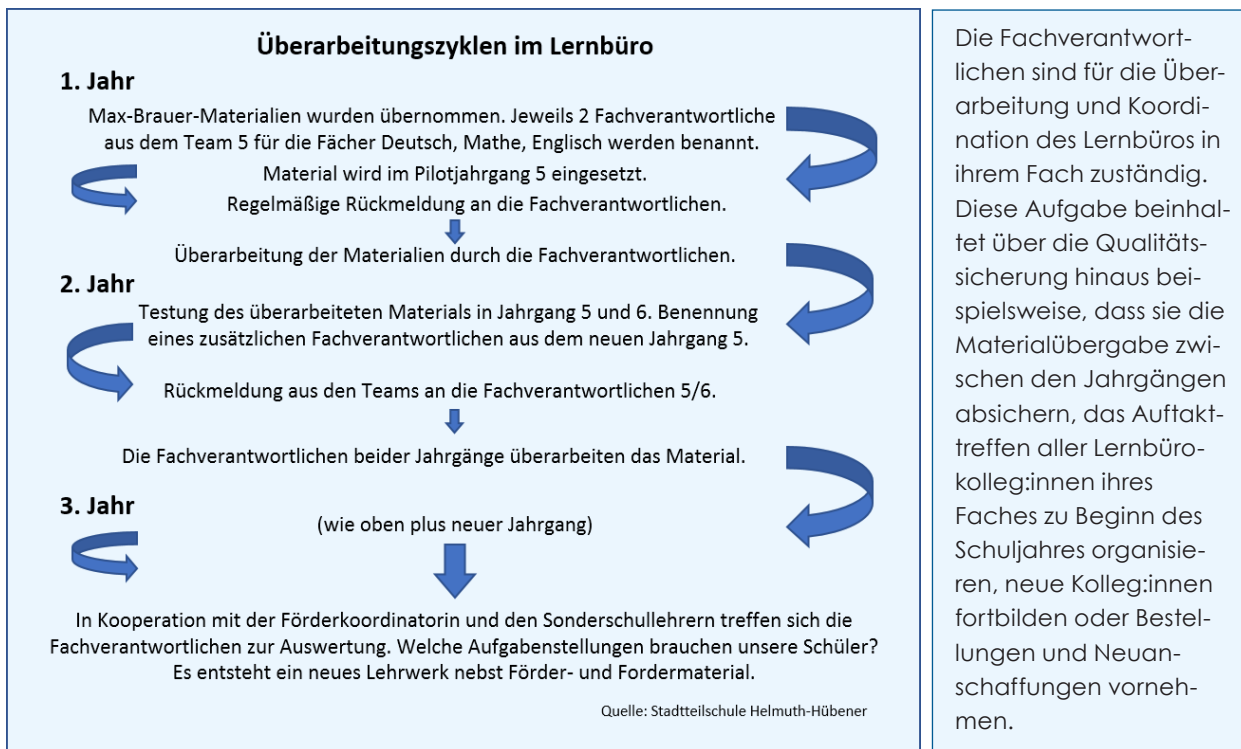 Überarbeitungszyklen im Lernbüro
1. Jahr
Max-Brauer-Materialien wurden übernommen. Jeweils 2 Fachverantwortliche
aus dem Team 5 für die Fächer Deutsch, Mathe, Englisch werden benannt.
Material wird im Pilotjahrgang 5 eingesetzt.
Regelmäßige Rückmeldung an die Fachverantwortlichen.
Überarbeitung der Materialien durch die Fachverantwortlichen.
2. Jahr
Testung des überarbeiteten Materials in Jahrgang 5 und 6. Benennung
eines zusätzlichen Fachverantwortlichen aus dem neuen Jahrgang 5.
Rückmeldung aus den Teams an die Fachverantwortlichen 5/6.
Die Fachverantwortlichen beider Jahrgänge überarbeiten das Material.
3. Jahr
(wie oben plus neuer Jahrgang)
In Kooperation mit der Förderkoordinatorin und den Sonderschullehrern treffen sich die
Fachverantwortlichen zur Auswertung. Welche Aufgabenstellungen brauchen unsere Schüler?
Es entsteht ein neues Lehrwerk nebst Förder- und Fordermaterial.
Quelle: Stadtteilschule Helmuth-Hübener
Die Fachverantwort-
lichen sind für die Über-
arbeitung und Koordi-
nation des Lernbüros in
ihrem Fach zuständig.
Diese Aufgabe beinhal-
tet über die Qualitäts-
sicherung hinaus bei-
spielsweise, dass sie die
Materialübergabe zwi-
schen den Jahrgängen
absichern, das Auftakt-
treffen aller Lernbüro-
kolleg:innen ihres
Faches zu Beginn des
Schuljahres organisie-
ren, neue Kolleg:innen
fortbilden oder Bestel-
lungen und Neuan-
schaffungen vorneh-
men.